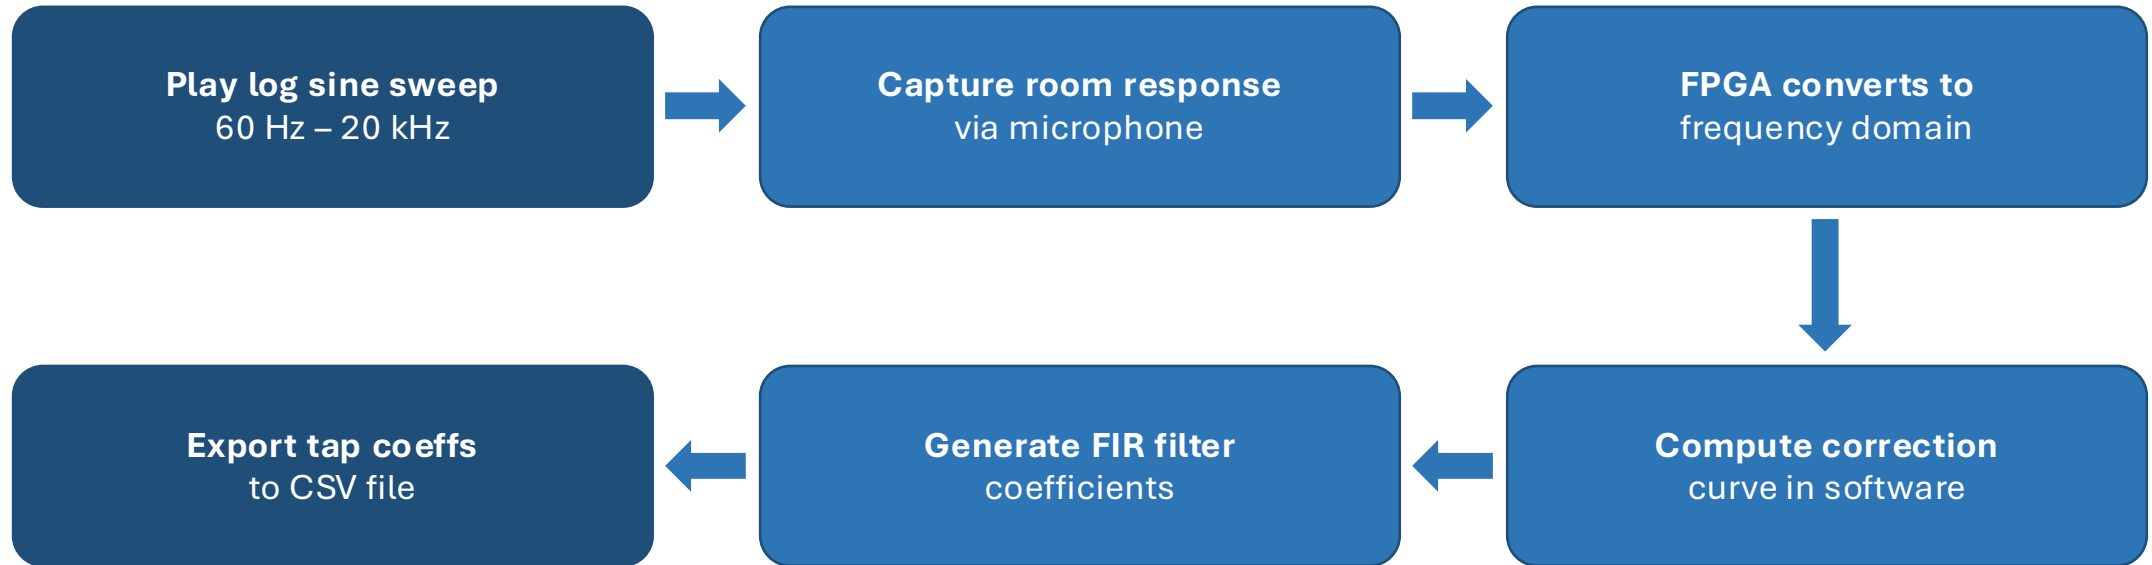 Play log sine sweep
60 Hz – 20 kHz
Capture room response
via microphone
FPGA converts to
frequency domain
Compute correction
curve in software
Generate FIR filter
coefficients
Export tap coeffs
to CSV file